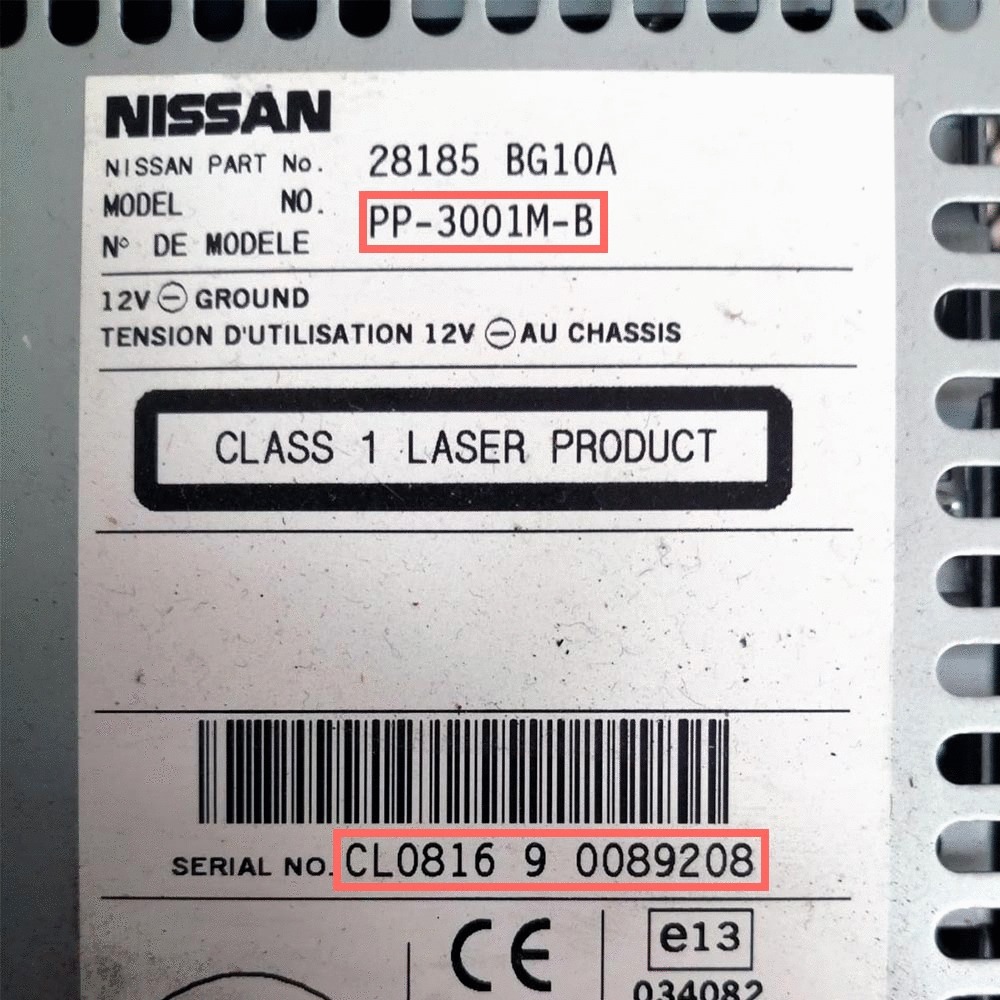 NISSAN
NISSAN PART No. 28185 BG10A
MODEL NO. PP-3001M-B
Nº DE MODELE
12V ⊖ GROUND
TENSION D'UTILISATION 12V ⊖ AU CHASSIS
CLASS 1 LASER PRODUCT
SERIAL NO. CL0816 9 0089208
CE e13
034082